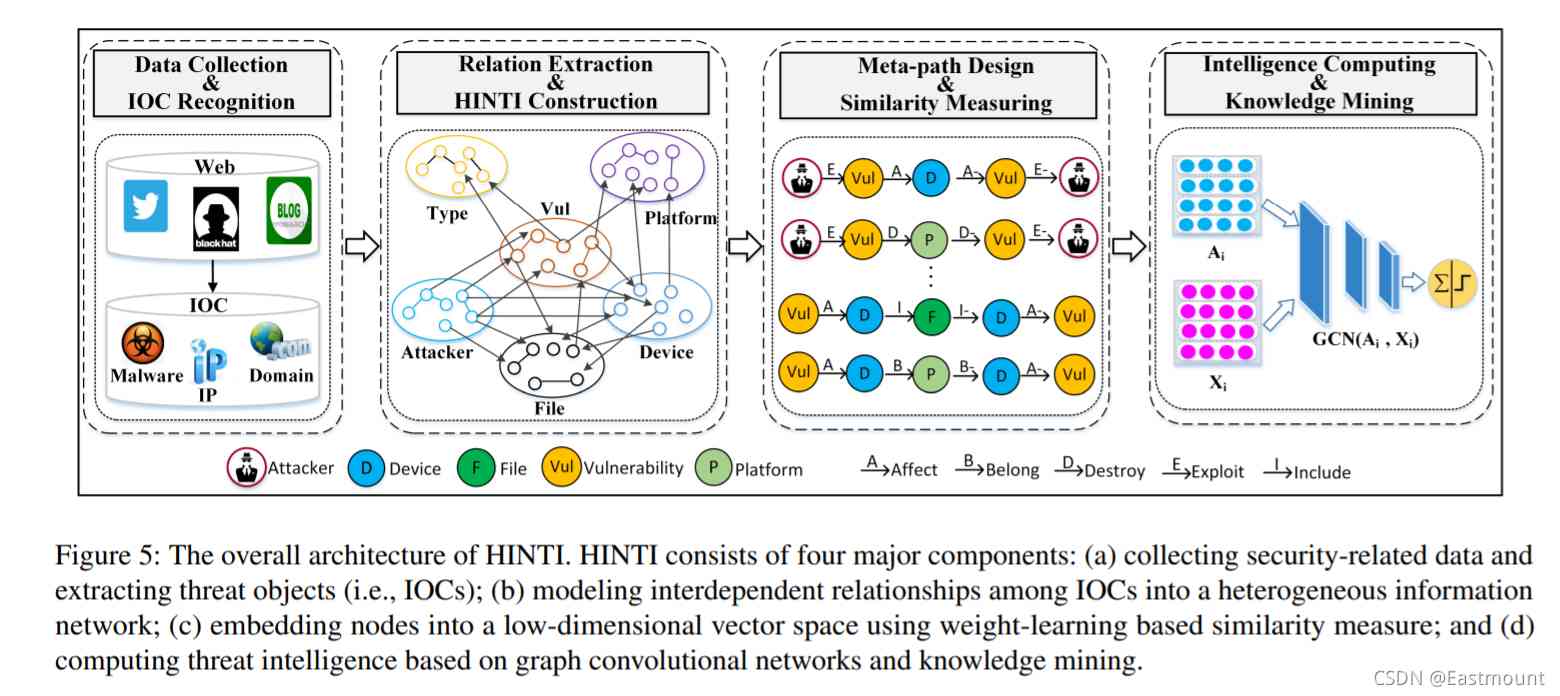 Data Collection
&
IOC Recognition
Relation Extraction
&
HINTI Construction
Meta-path Design
&
Similarity Measuring
Intelligence Computing
&
Knowledge Mining
Web
blackhat
BLOG
IOC
Malware
IP
iP
.com
Domain
Type
Vul
Platform
Attacker
Device
File
E Vul A D A- Vul E-
E Vul D P D- Vul E-
Vul A D I F I- D A- Vul
Vul A D B P B- D A- Vul
Ai
Xi
GCN(Ai , Xi)
Σ
Attacker D Device F File Vul Vulnerability P Platform A Affect B Belong D Destroy E Exploit I Include
Figure 5: The overall architecture of HINTI. HINTI consists of four major components: (a) collecting security-related data and
extracting threat objects (i.e., IOCs); (b) modeling interdependent relationships among IOCs into a heterogeneous information
network; (c) embedding nodes into a low-dimensional vector space using weight-learning based similarity measure; and (d)
computing threat intelligence based on graph convolutional networks and knowledge mining.
CSDN @Eastmount